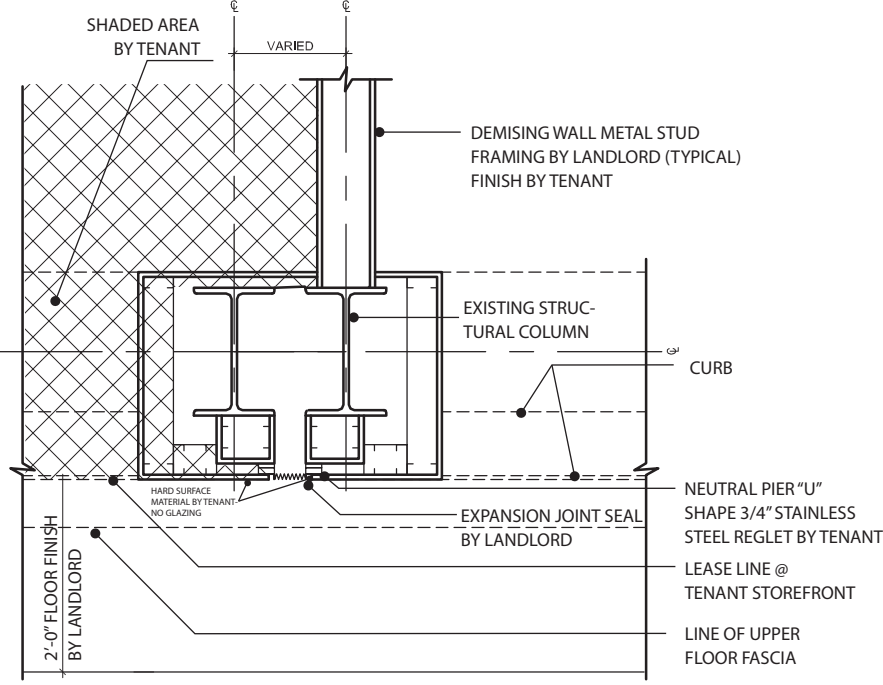 ℄
℄
SHADED AREA
BY TENANT
VARIED
DEMISING WALL METAL STUD
FRAMING BY LANDLORD (TYPICAL)
FINISH BY TENANT
EXISTING STRUC-
TURAL COLUMN
℄
CURB
HARD SURFACE
MATERIAL BY TENANT-
NO GLAZING
NEUTRAL PIER "U"
SHAPE 3/4" STAINLESS
STEEL REGLET BY TENANT
EXPANSION JOINT SEAL
BY LANDLORD
2'-0" FLOOR FINISH
BY LANDLORD
LEASE LINE @
TENANT STOREFRONT
LINE OF UPPER
FLOOR FASCIA